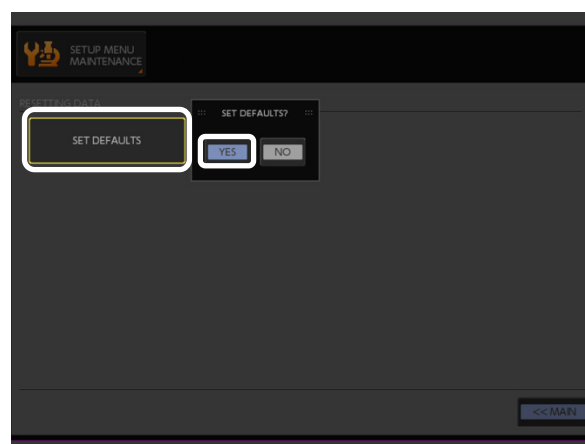 SETUP MENU
MAINTENANCE
RESETTING DATA
SET DEFAULTS?
SET DEFAULTS
YES
NO
<< MAIN